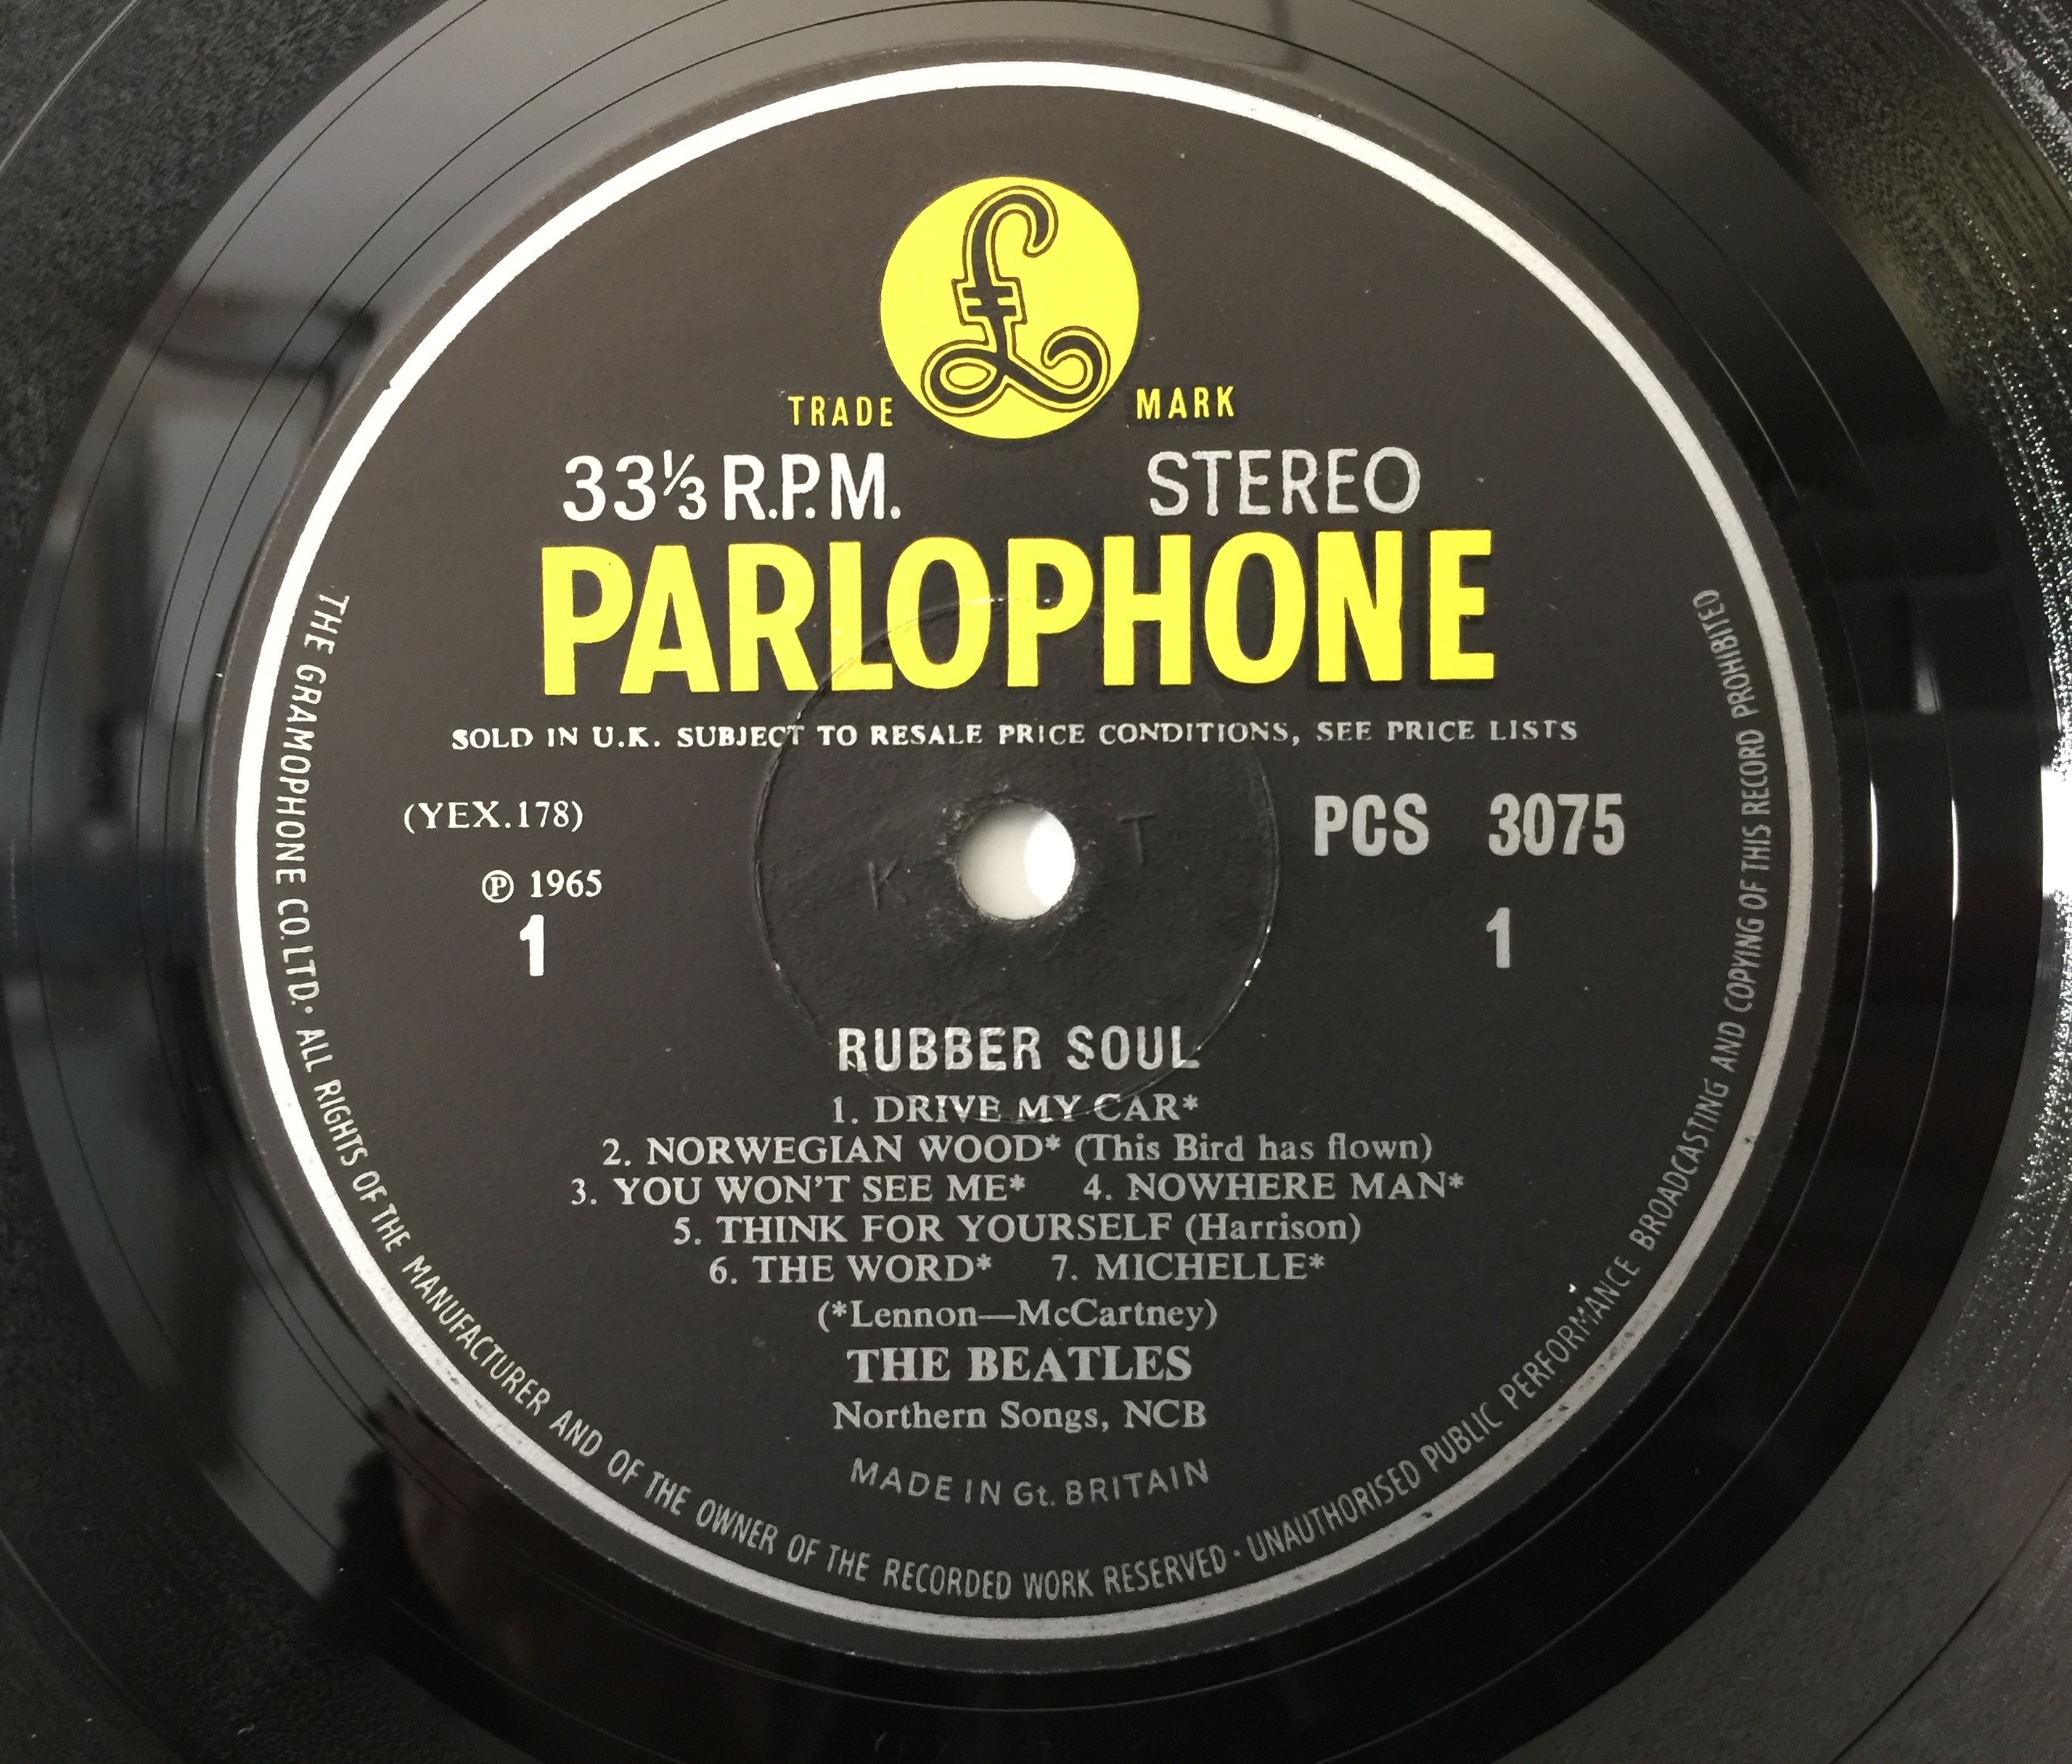 £
TRADE MARK
33⅓ R.P.M. STEREO
PARLOPHONE
SOLD IN U.K. SUBJECT TO RESALE PRICE CONDITIONS, SEE PRICE LISTS
(YEX.178) PCS 3075
℗ 1965
1 1
K T
RUBBER SOUL
1. DRIVE MY CAR*
2. NORWEGIAN WOOD* (This Bird has flown)
3. YOU WON'T SEE ME* 4. NOWHERE MAN*
5. THINK FOR YOURSELF (Harrison)
6. THE WORD* 7. MICHELLE*
(*Lennon—McCartney)
THE BEATLES
Northern Songs, NCB
MADE IN Gt. BRITAIN
THE GRAMOPHONE CO. LTD. · ALL RIGHTS OF THE MANUFACTURER AND OF THE OWNER OF THE RECORDED WORK RESERVED · UNAUTHORISED PUBLIC PERFORMANCE BROADCASTING AND COPYING OF THIS RECORD PROHIBITED